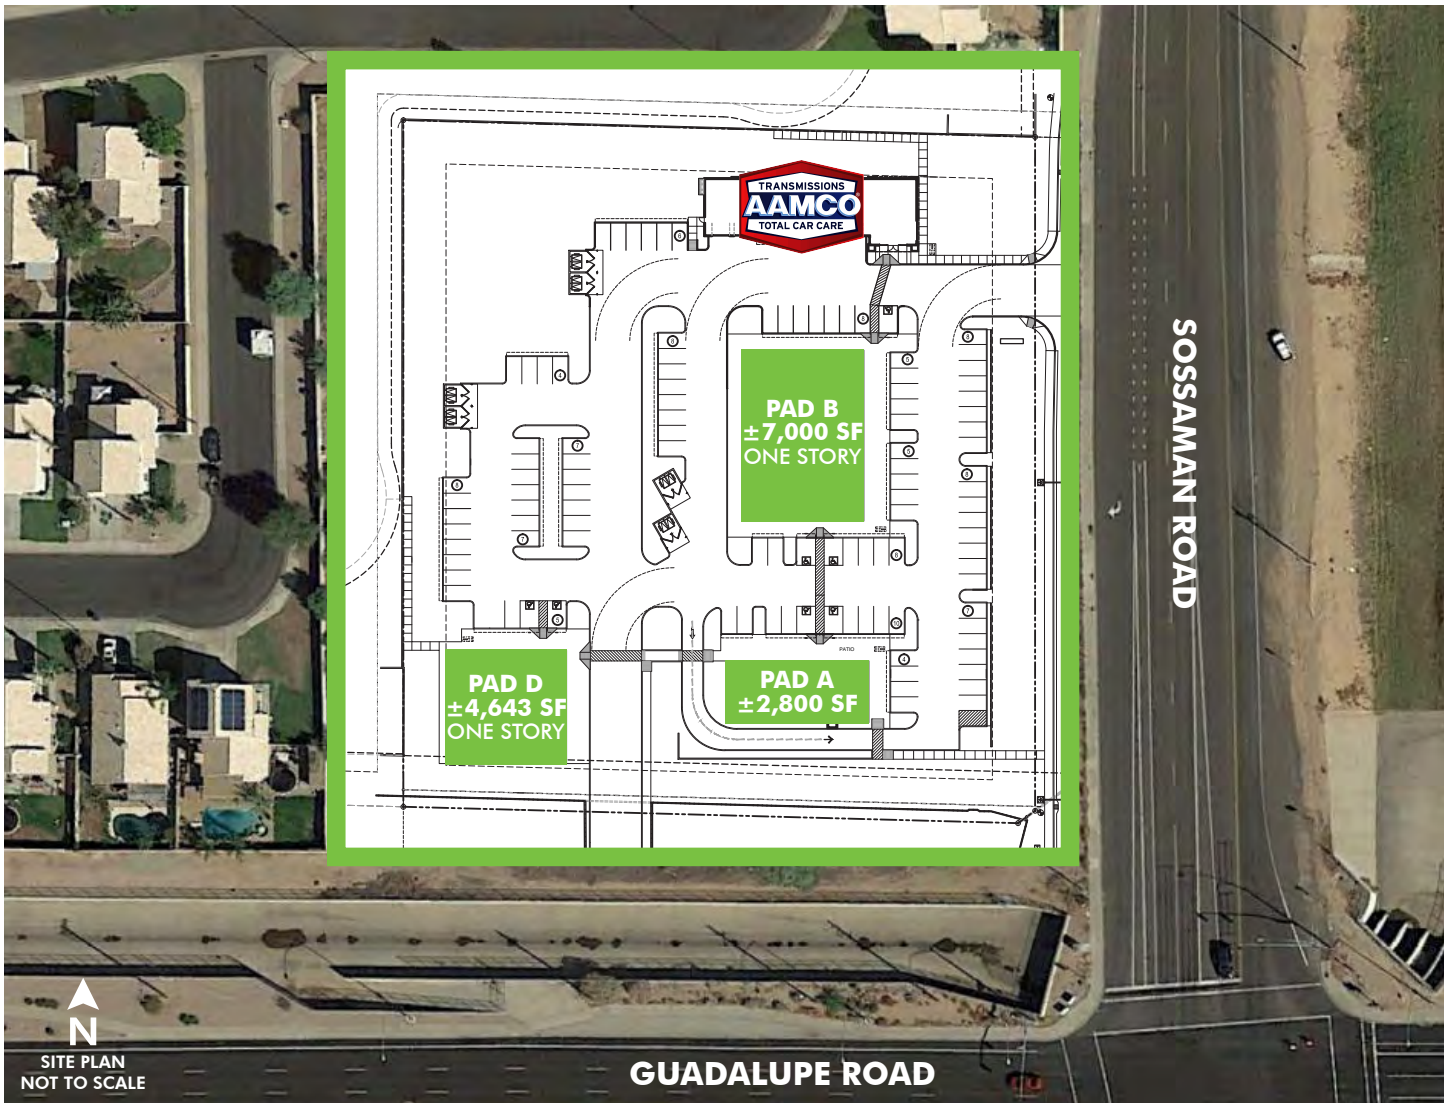 TRANSMISSIONS
AAMCO
TOTAL CAR CARE
PAD B
±7,000 SF
ONE STORY
SOSSAMAN ROAD
PATIO
PAD D
±4,643 SF
ONE STORY
PAD A
±2,800 SF
N
SITE PLAN
NOT TO SCALE
GUADALUPE ROAD